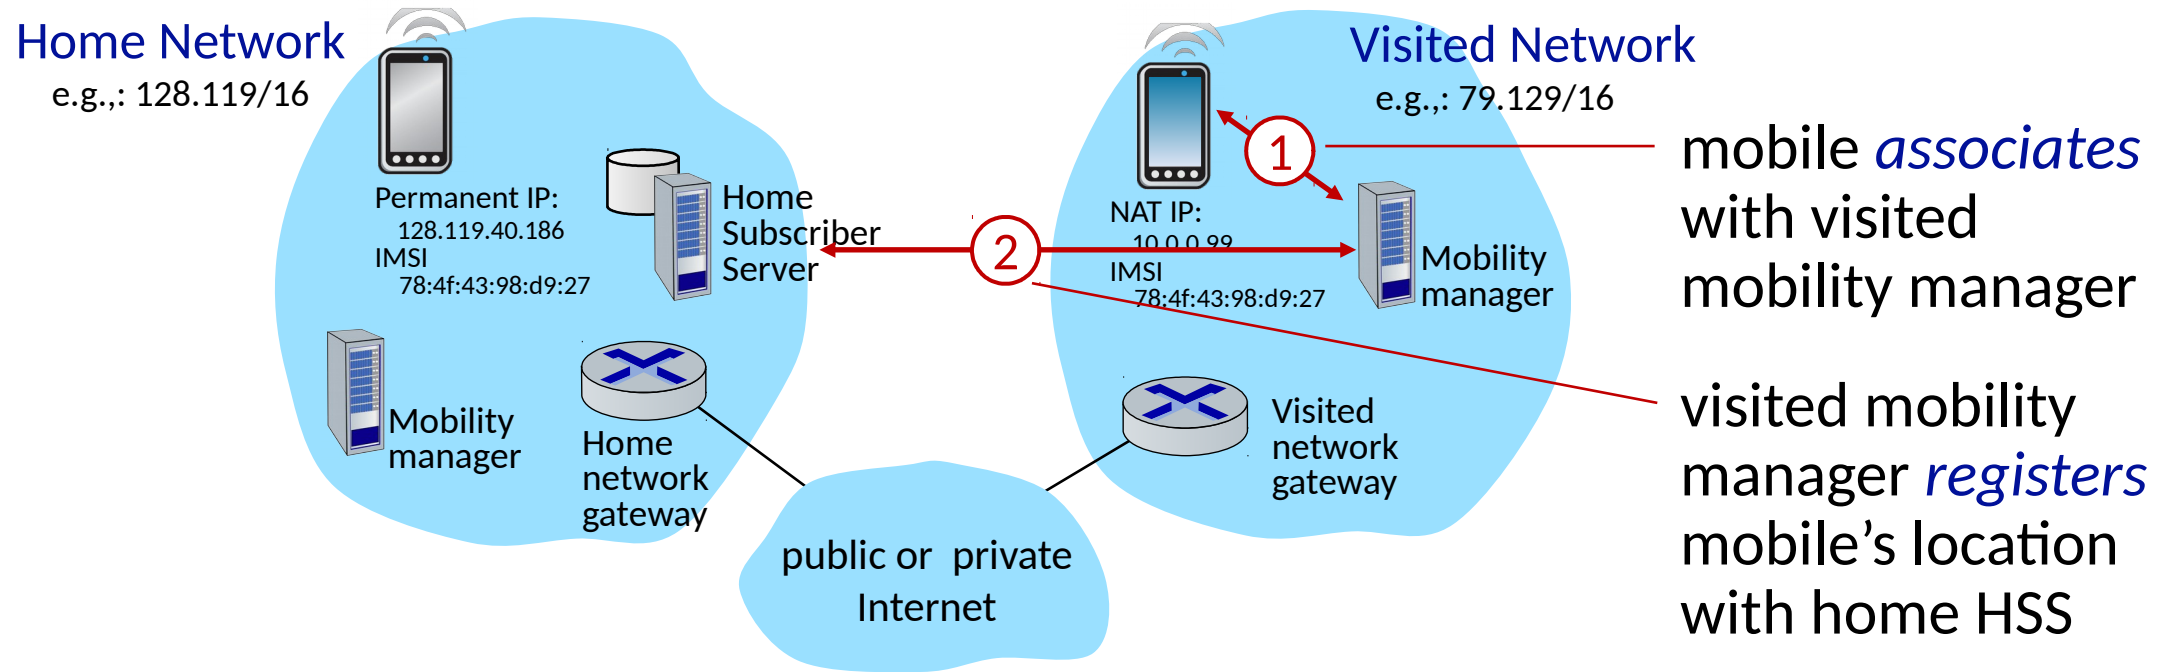 Home Network
e.g.,: 128.119/16
Permanent IP:
128.119.40.186
IMSI
78:4f:43:98:d9:27
Home
Subscriber
Server
Mobility
manager
Home
network
gateway
public or private
Internet
Visited Network
e.g.,: 79.129/16
1
2
NAT IP:
10.0.0.99
IMSI
78:4f:43:98:d9:27
Mobility
manager
Visited
network
gateway
mobile associates
with visited
mobility manager
visited mobility
manager registers
mobile’s location
with home HSS